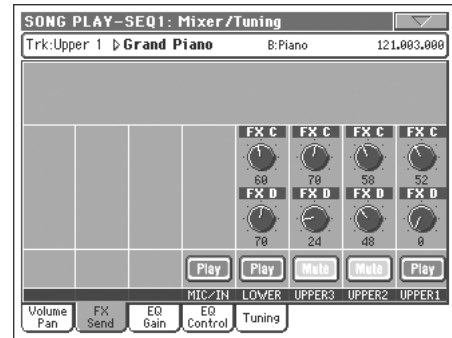 SONG PLAY-SEQ1: Mixer/Tuning
Trk:Upper 1 Grand Piano B:Piano 121.003.000
FX C FX C FX C FX C
60 70 58 52
FX D FX D FX D FX D
70 24 48 0
Play Play Mute Mute Play
MIC/IN LOWER UPPER3 UPPER2 UPPER1
Volume Pan FX Send EQ Gain EQ Control Tuning